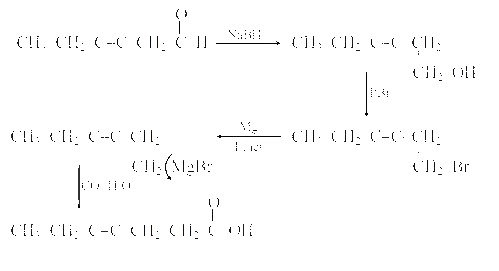 O
CH₃ CH₂ C=C CH₂ C H NaBH₄ CH₃ CH₂ C=C CH₂
CH₂ OH
PBr₃
CH₃ CH₂ C=C CH₂ Mg CH₃ CH₂ C=C CH₂
Ether
CH₂ MgBr CH₂ Br
CO₂ H₂O
O
CH₃ CH₂ C=C CH₂ CH₂ C OH